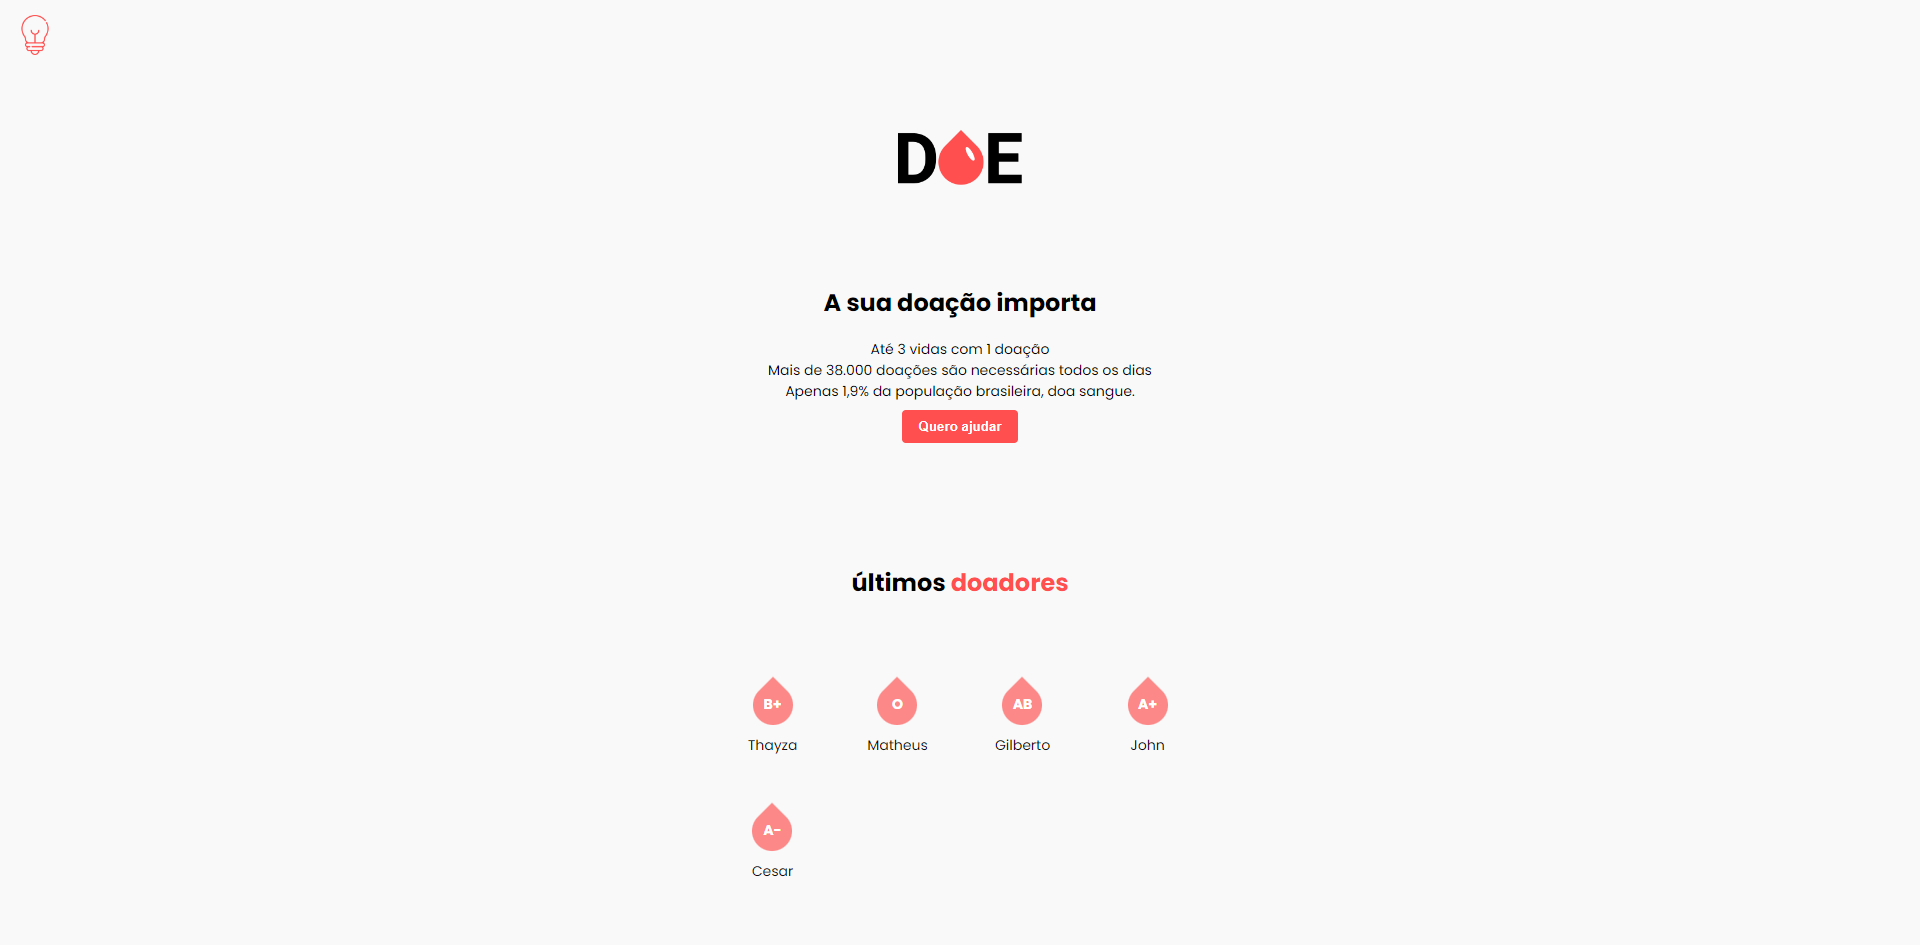 DOE
A sua doação importa
Até 3 vidas com 1 doação
Mais de 38.000 doações são necessárias todos os dias
Apenas 1,9% da população brasileira, doa sangue.
Quero ajudar
últimos doadores
B+ O AB A+
Thayza Matheus Gilberto John
A-
Cesar